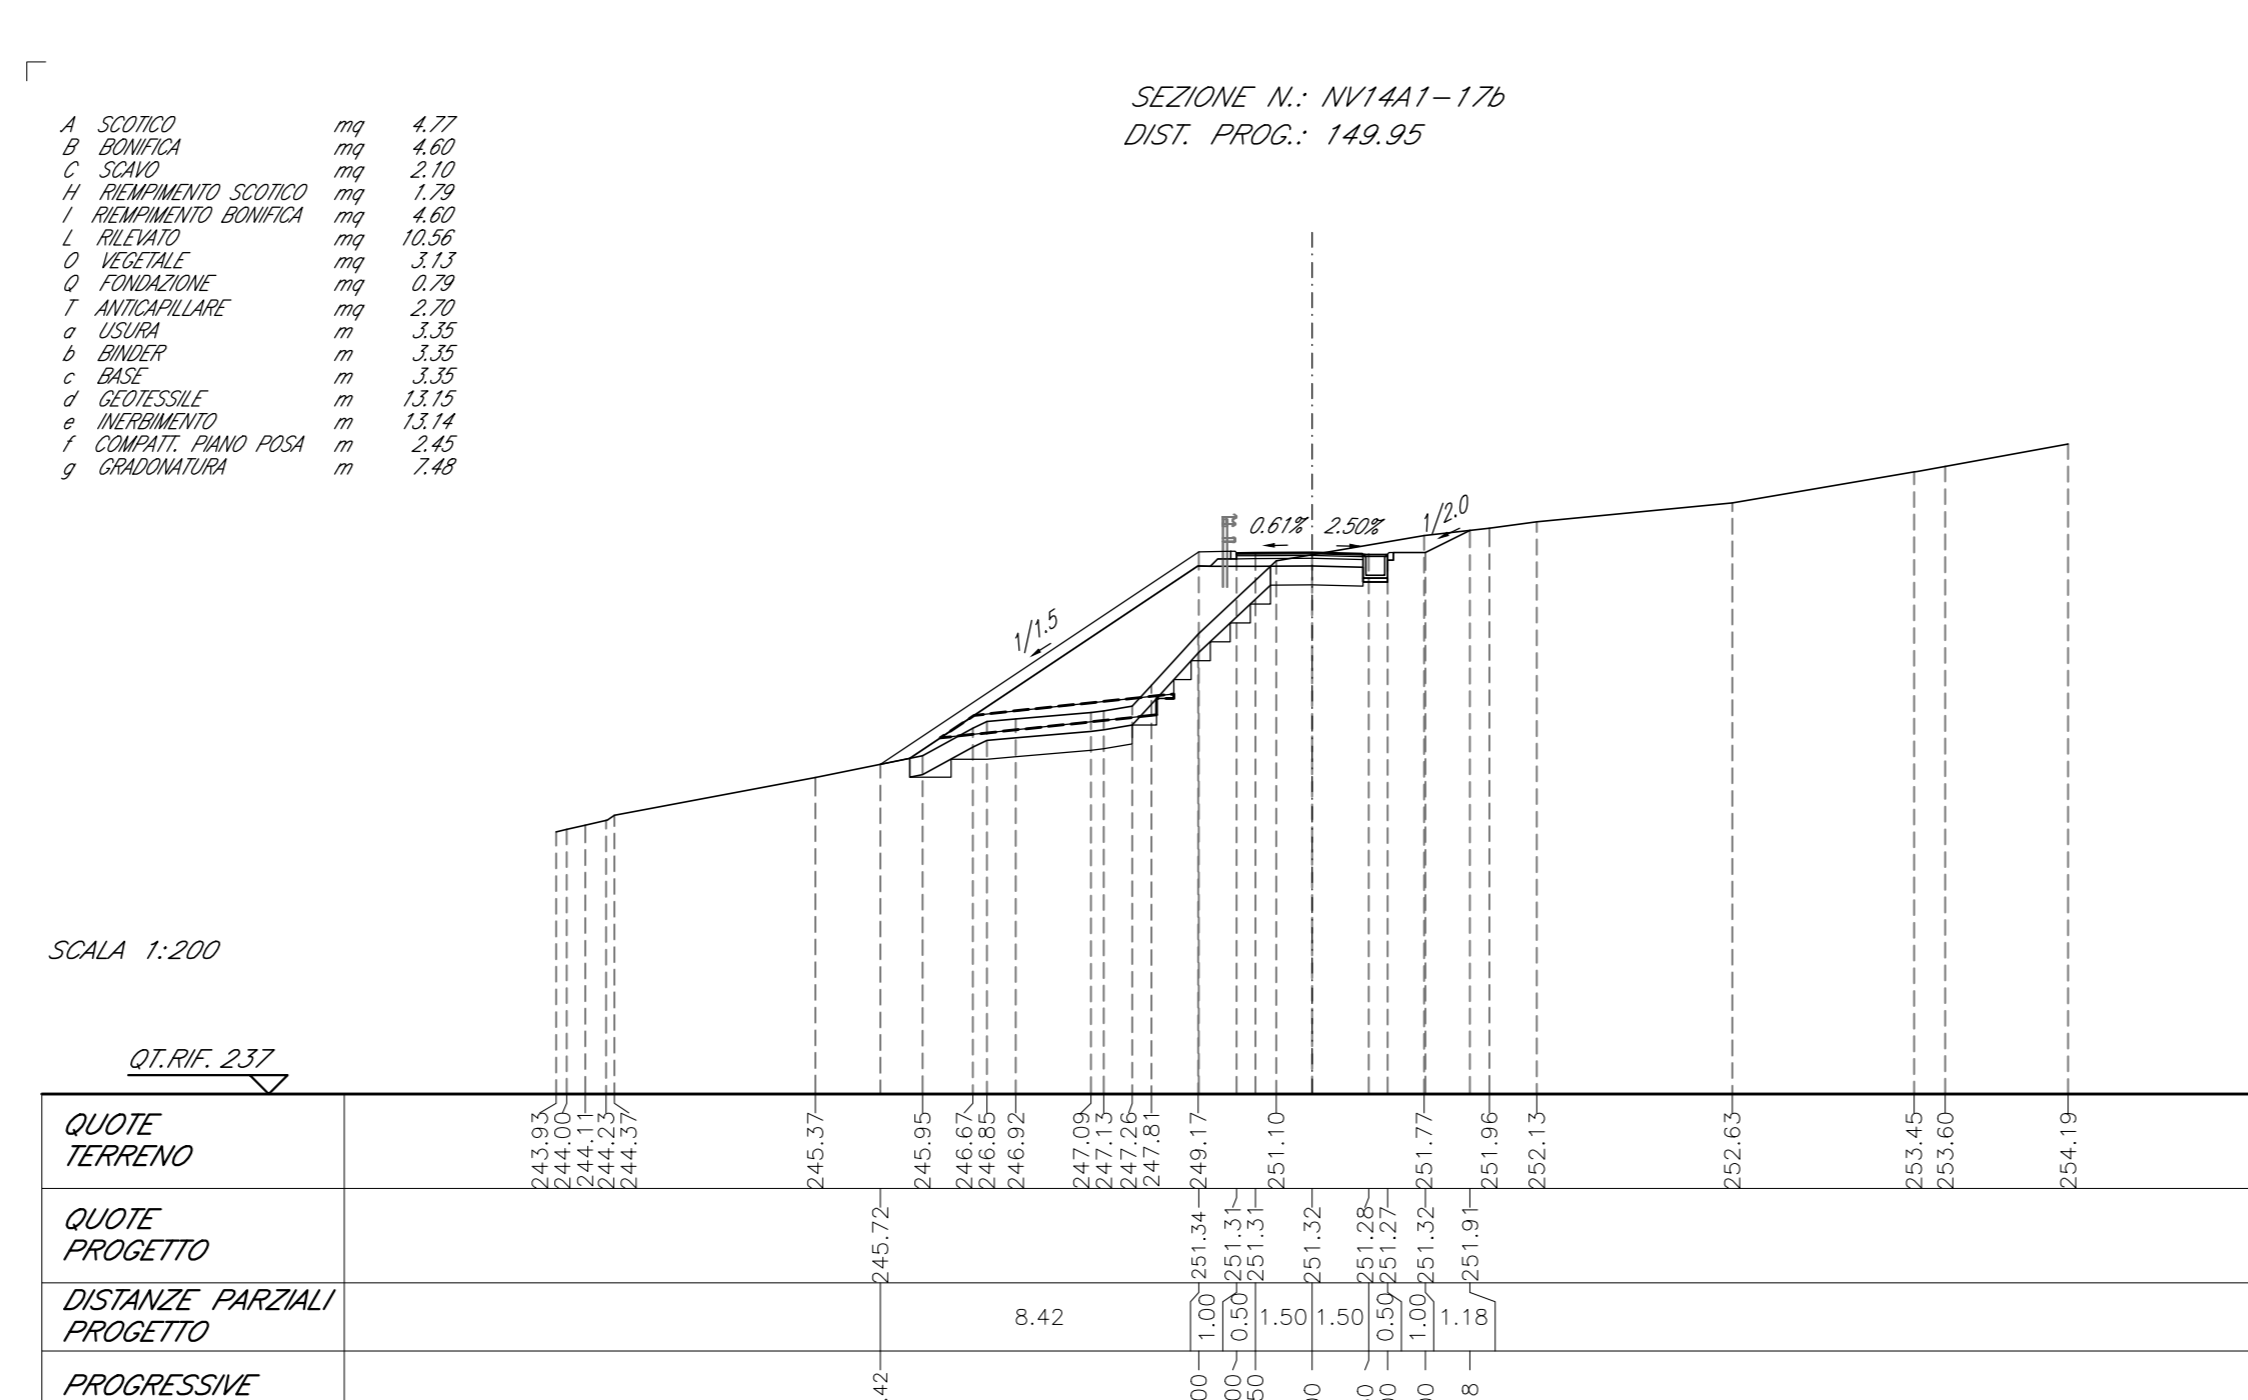 SEZIONE N.: NV14A1-17b
DIST. PROG.: 149.95
A SCOTICO mq 4.77
B BONIFICA mq 4.60
C SCAVO mq 2.10
H RIEMPIMENTO SCOTICO mq 1.79
I RIEMPIMENTO BONIFICA mq 4.60
L RILEVATO mq 10.56
O VEGETALE mq 3.13
Q FONDAZIONE mq 0.79
T ANTICAPILLARE mq 2.70
a USURA m 3.35
b BINDER m 3.35
c BASE m 3.35
d GEOTESSILE m 13.15
e INERBIMENTO m 13.14
f COMPATT. PIANO POSA m 2.45
g GRADONATURA m 7.48
0.61% 2.50% 1/2.0
1/1.5
SCALA 1:200
QT.RIF. 237
QUOTE
TERRENO
243.93 244.00 244.11 244.23 244.37 245.37 245.95 246.67 246.85 246.92 247.09 247.13 247.26 247.81 249.17 251.10 251.77 251.96 252.13 252.63 253.45 253.60 254.19
QUOTE
PROGETTO
245.72 251.34 251.31 251.31 251.32 251.28 251.27 251.32 251.91
DISTANZE PARZIALI
PROGETTO
8.42 1.00 0.50 1.50 1.50 0.50 1.00 1.18
PROGRESSIVE